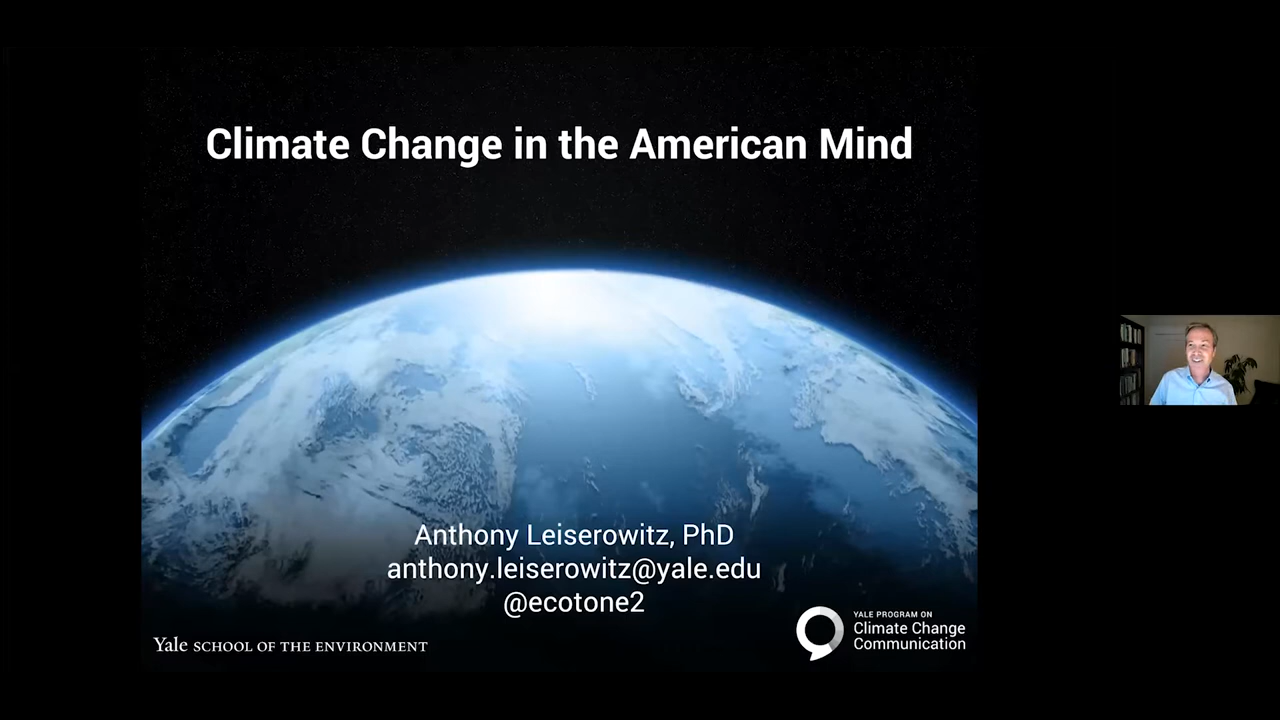 Climate Change in the American Mind
Anthony Leiserowitz, PhD
anthony.leiserowitz@yale.edu
@ecotone2
Yale SCHOOL OF THE ENVIRONMENT
YALE PROGRAM ON
Climate Change
Communication